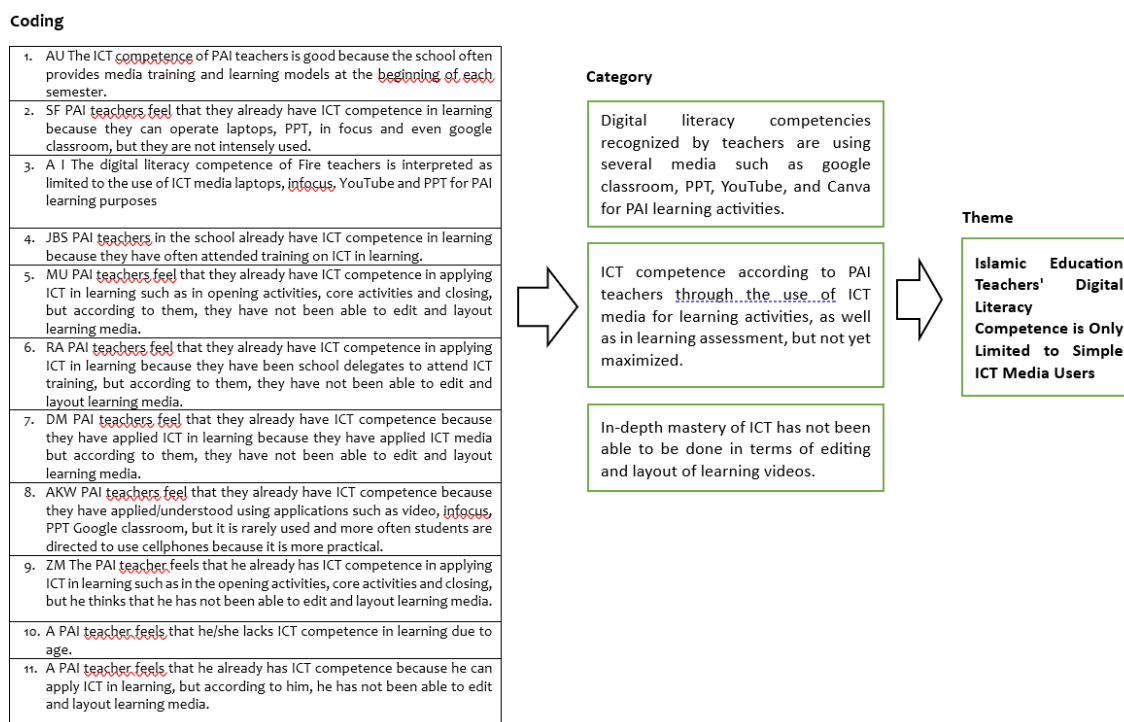 Coding
1. AU The ICT competence of PAI teachers is good because the school often
provides media training and learning models at the beginning of each
semester.
2. SF PAI teachers feel that they already have ICT competence in learning
because they can operate laptops, PPT, in focus and even google
classroom, but they are not intensely used.
3. A I The digital literacy competence of Fire teachers is interpreted as
limited to the use of ICT media laptops, infocus, YouTube and PPT for PAI
learning purposes
4. JBS PAI teachers in the school already have ICT competence in learning
because they have often attended training on ICT in learning.
5. MU PAI teachers feel that they already have ICT competence in applying
ICT in learning such as in opening activities, core activities and closing,
but according to them, they have not been able to edit and layout
learning media.
6. RA PAI teachers feel that they already have ICT competence in applying
ICT in learning because they have been school delegates to attend ICT
training, but according to them, they have not been able to edit and
layout learning media.
7. DM PAI teachers feel that they already have ICT competence because
they have applied ICT in learning because they have applied ICT media
but according to them, they have not been able to edit and layout
learning media.
8. AKW PAI teachers feel that they already have ICT competence because
they have applied/understood using applications such as video, infocus,
PPT Google classroom, but it is rarely used and more often students are
directed to use cellphones because it is more practical.
9. ZM The PAI teacher feels that he already has ICT competence in applying
ICT in learning such as in the opening activities, core activities and closing,
but he thinks that he has not been able to edit and layout learning media.
10. A PAI teacher feels that he/she lacks ICT competence in learning due to
age.
11. A PAI teacher feels that he already has ICT competence because he can
apply ICT in learning, but according to him, he has not been able to edit
and layout learning media.
Category
Digital literacy competencies
recognized by teachers are using
several media such as google
classroom, PPT, YouTube, and Canva
for PAI learning activities.
ICT competence according to PAI
teachers through the use of ICT
media for learning activities, as well
as in learning assessment, but not yet
maximized.
In-depth mastery of ICT has not been
able to be done in terms of editing
and layout of learning videos.
Theme
Islamic Education
Teachers' Digital
Literacy
Competence is Only
Limited to Simple
ICT Media Users